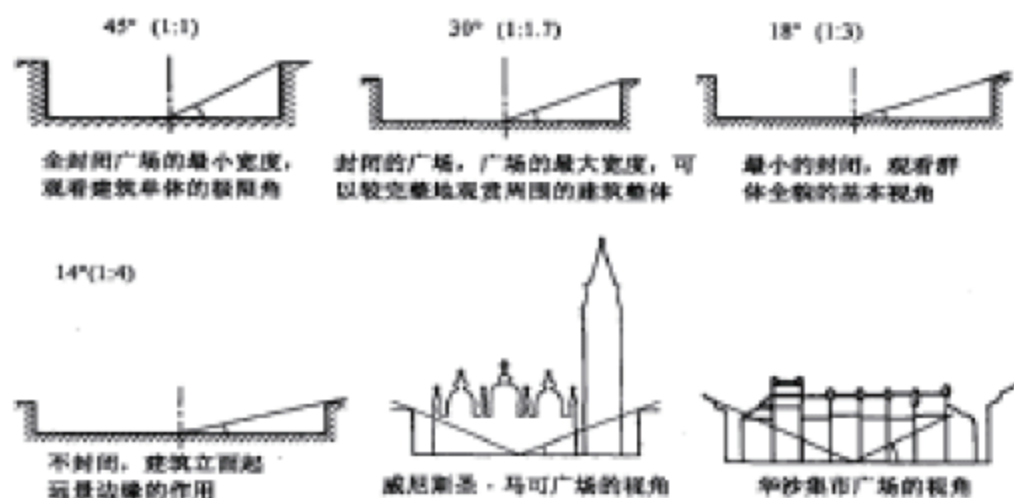 45° (1:1)
30° (1:1.7)
18° (1:3)
全封闭广场的最小宽度，
观看建筑单体的极限角
封闭的广场，广场的最大宽度，可
以较完整地观赏周围的建筑整体
最小的封闭，观看群
体全貌的基本视角
14°(1:4)
不封闭，建筑立面起
远景边缘的作用
威尼斯圣·马可广场的视角
华沙集市广场的视角